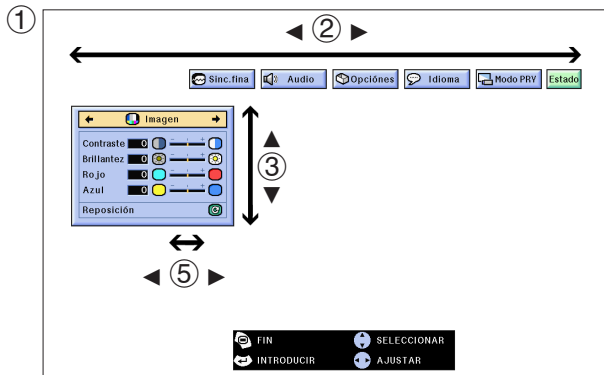 ①
◀ ② ▶
Sinc.fina Audio Opciónes Idioma Modo PRY Estado
Imagen
Contraste 0 - +
Brillantez 0 - +
Rojo 0 - +
Azul 0 - +
Reposición
▲
③
▼
◀ ⑤ ▶
FIN SELECCIONAR
INTRODUCIR AJUSTAR